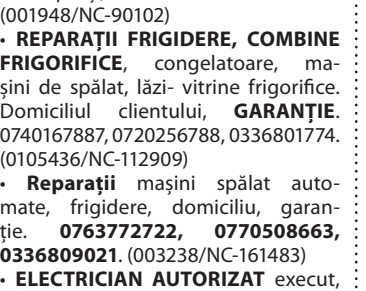 (001948/NC-90102)
• REPARAȚII FRIGIDERE, COMBINE
FRIGORIFICE, congelatoare, ma-
șini de spălat, lăzi- vitrine frigorifice.
Domiciliul clientului, GARANȚIE.
0740167887, 0720256788, 0336801774.
(0105436/NC-112909)
• Reparații mașini spălat auto-
mate, frigidere, domiciliu, garan-
ție. 0763772722, 0770508663,
0336809021. (003238/NC-161483)
• ELECTRICIAN AUTORIZAT execut,